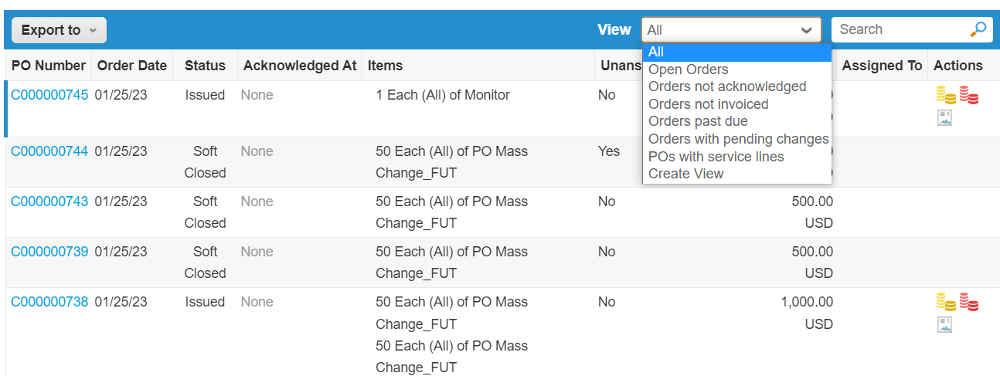 Export to
View All Search
All
Open Orders
Orders not acknowledged
Orders not invoiced
Orders past due
Orders with pending changes
POs with service lines
Create View
PO Number Order Date Status Acknowledged At Items Unans Assigned To Actions
C000000745 01/25/23 Issued None 1 Each (All) of Monitor No
C000000744 01/25/23 Soft None 50 Each (All) of PO Mass Yes
Closed Change_FUT
C000000743 01/25/23 Soft None 50 Each (All) of PO Mass No 500.00
Closed Change_FUT USD
C000000739 01/25/23 Soft None 50 Each (All) of PO Mass No 500.00
Closed Change_FUT USD
C000000738 01/25/23 Issued None 50 Each (All) of PO Mass No 1,000.00
Change_FUT USD
50 Each (All) of PO Mass
Change_FUT